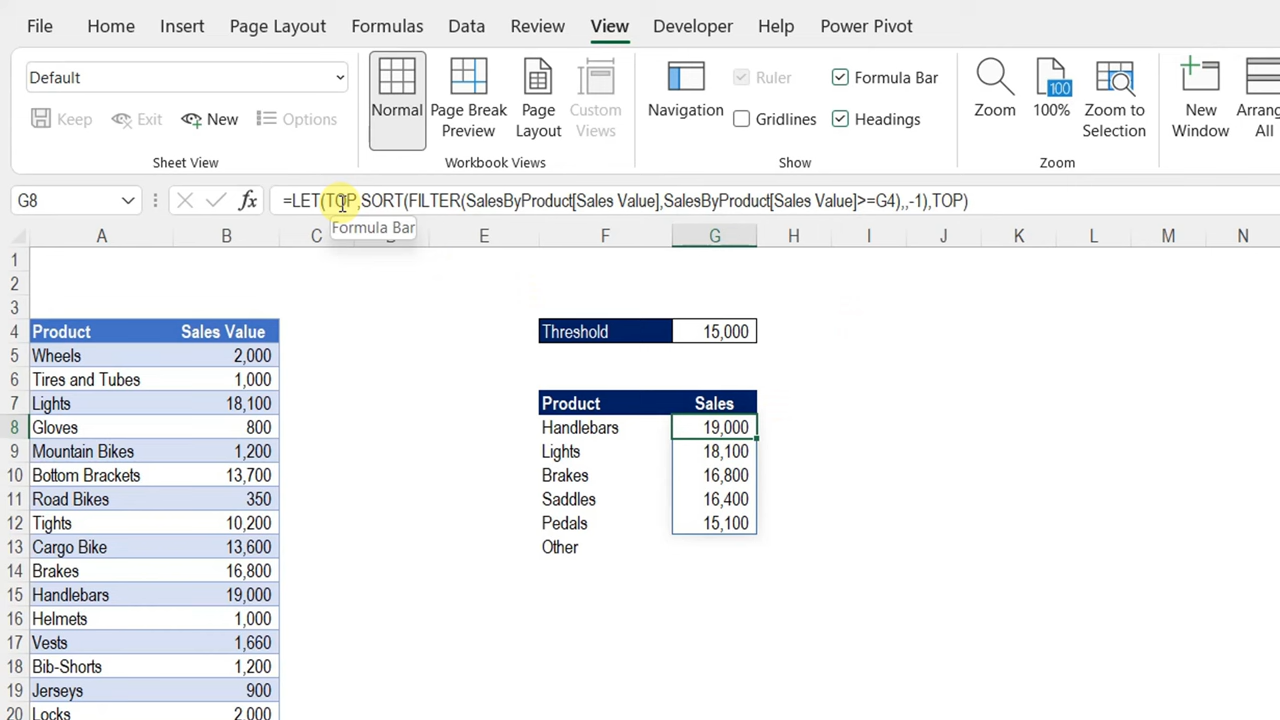 File Home Insert Page Layout Formulas Data Review View Developer Help Power Pivot
Default
Keep Exit New Options
Sheet View
Normal Page Break Preview Page Layout Custom Views
Workbook Views
Navigation Ruler Formula Bar
Gridlines Headings
Show
Zoom 100% Zoom to Selection
100
Zoom
New Window Arrang All
G8 fx =LET(TOP,SORT(FILTER(SalesByProduct[Sales Value],SalesByProduct[Sales Value]>=G4),,-1),TOP)
Formula Bar
A B C D E F G H I J K L M N
1
2
3
4 Product Sales Value Threshold 15,000
5 Wheels 2,000
6 Tires and Tubes 1,000
7 Lights 18,100 Product Sales
8 Gloves 800 Handlebars 19,000
9 Mountain Bikes 1,200 Lights 18,100
10 Bottom Brackets 13,700 Brakes 16,800
11 Road Bikes 350 Saddles 16,400
12 Tights 10,200 Pedals 15,100
13 Cargo Bike 13,600 Other
14 Brakes 16,800
15 Handlebars 19,000
16 Helmets 1,000
17 Vests 1,660
18 Bib-Shorts 1,200
19 Jerseys 900
20 Locks 2,000